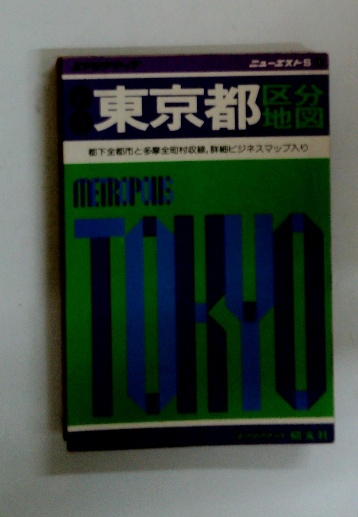 ニューエストS
東京都区分地図
都下全都市と多摩全町村収録。詳細ビジネスマップ入り
METROPOLIS
TOKYO
昭文社